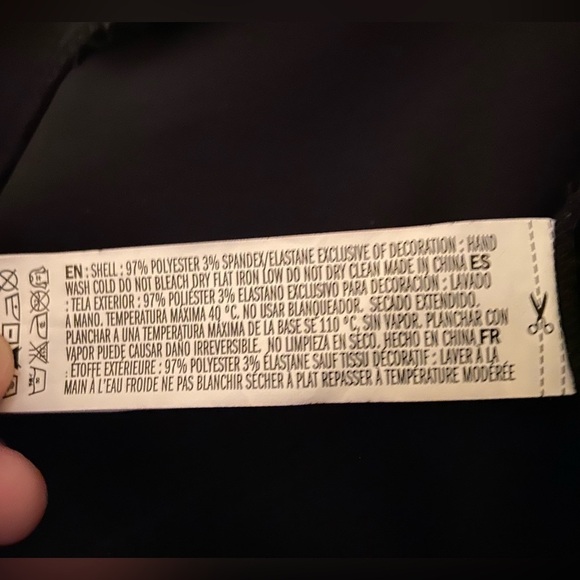 EN : SHELL : 97% POLYESTER 3% SPANDEX/ELASTANE EXCLUSIVE OF DECORATION : HAND
WASH COLD DO NOT BLEACH DRY FLAT IRON LOW DO NOT DRY CLEAN MADE IN CHINA ES
: TELA EXTERIOR : 97% POLIÉSTER 3% ELASTANO EXCLUSIVO PARA DECORACIÓN : LAVADO
A MANO. TEMPERATURA MÁXIMA 40 °C. NO USAR BLANQUEADOR. SECADO EXTENDIDO.
PLANCHAR A UNA TEMPERATURA MÁXIMA DE LA BASE SE 110 °C, SIN VAPOR. PLANCHAR CON
VAPOR PUEDE CAUSAR DAÑO IRREVERSIBLE. NO LIMPIEZA EN SECO. HECHO EN CHINA FR
: ÉTOFFE EXTÉRIEURE : 97% POLYESTER 3% ÉLASTANE SAUF TISSU DÉCORATIF : LAVER À LA
MAIN À L'EAU FROIDE NE PAS BLANCHIR SÉCHER À PLAT REPASSER À TEMPÉRATURE MODÉRÉE